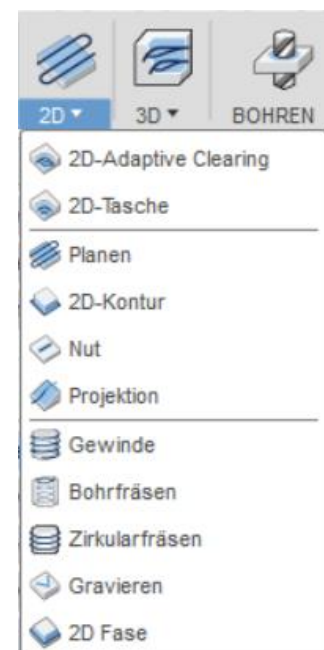 2D 3D BOHREN
2D-Adaptive Clearing
2D-Tasche
Planen
2D-Kontur
Nut
Projektion
Gewinde
Bohrfräsen
Zirkularfräsen
Gravieren
2D Fase